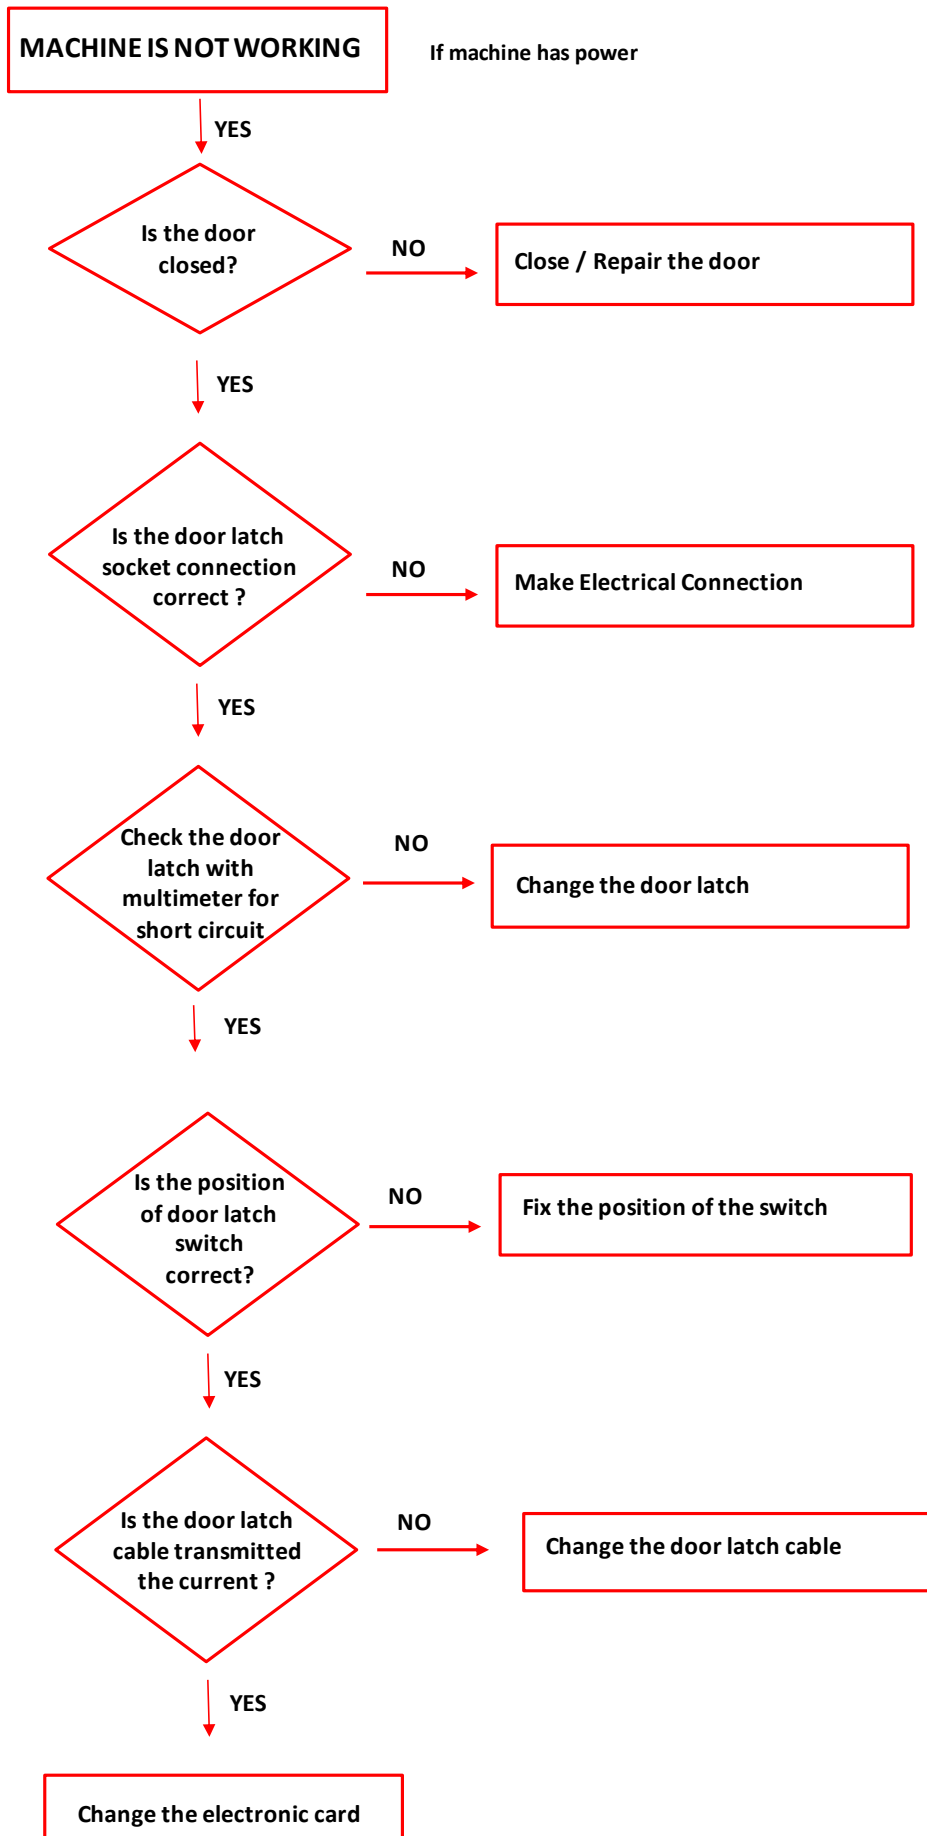 MACHINE IS NOT WORKING
If machine has power
YES
Is the door
closed?
NO
Close / Repair the door
YES
Is the door latch
socket connection
correct ?
NO
Make Electrical Connection
YES
Check the door
latch with
multimeter for
short circuit
NO
Change the door latch
YES
Is the position
of door latch
switch
correct?
NO
Fix the position of the switch
YES
Is the door latch
cable transmitted
the current ?
NO
Change the door latch cable
YES
Change the electronic card